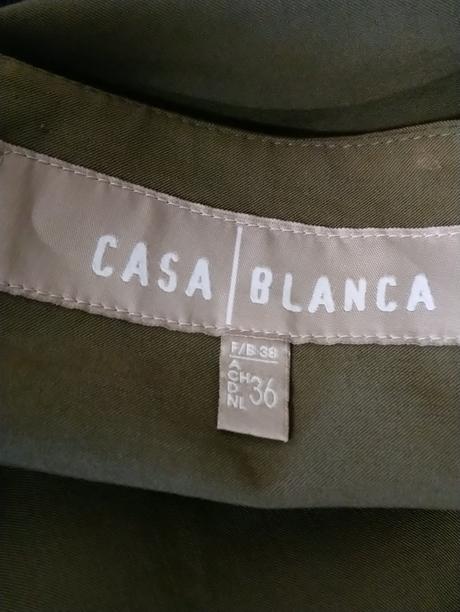 CASA | BLANCA
F/B 38
A
CH
D
NL 36